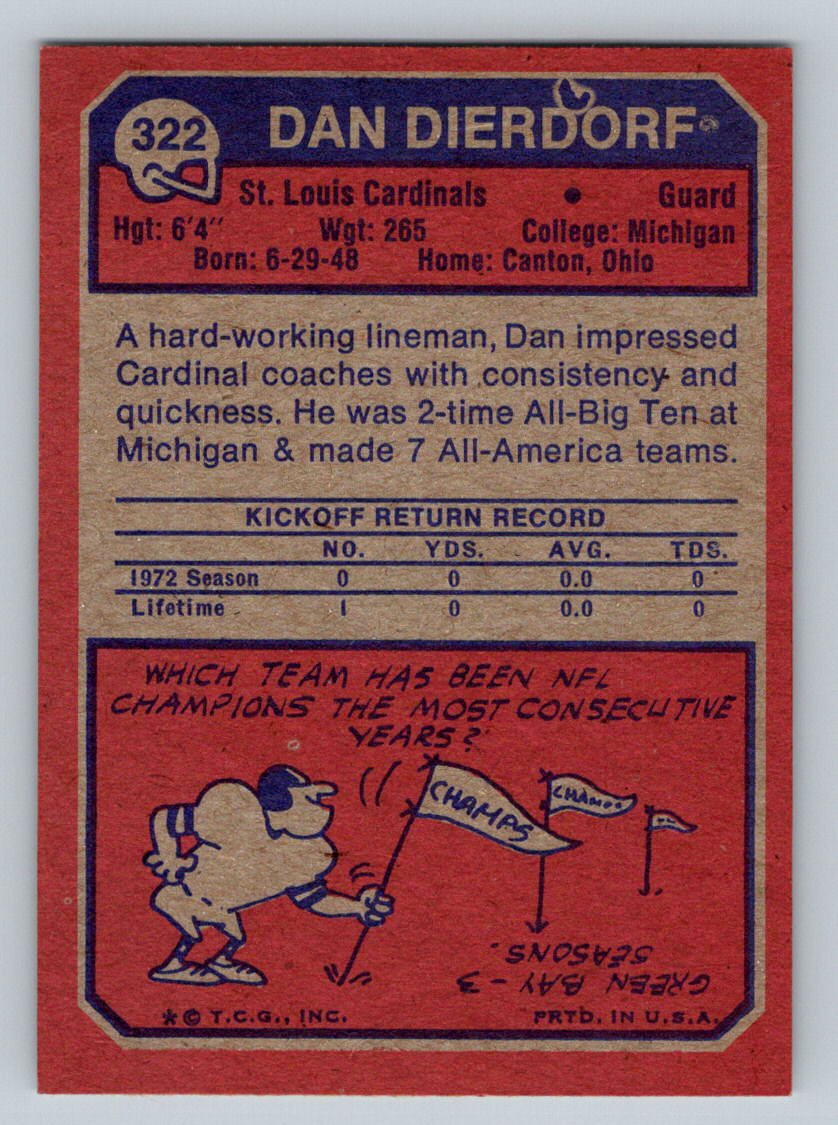 322
DAN DIERDORF
St. Louis Cardinals • Guard
Hgt: 6'4" Wgt: 265 College: Michigan
Born: 6-29-48 Home: Canton, Ohio
A hard-working lineman, Dan impressed
Cardinal coaches with consistency and
quickness. He was 2-time All-Big Ten at
Michigan & made 7 All-America teams.
KICKOFF RETURN RECORD
NO. YDS. AVG. TDS.
1972 Season 0 0 0.0 0
Lifetime 1 0 0.0 0
WHICH TEAM HAS BEEN NFL
CHAMPIONS THE MOST CONSECUTIVE
YEARS?
CHAMPS
CHAMPS
GREEN BAY - 3
SEASONS.
*© T.C.G., INC. PRTD. IN U.S.A.